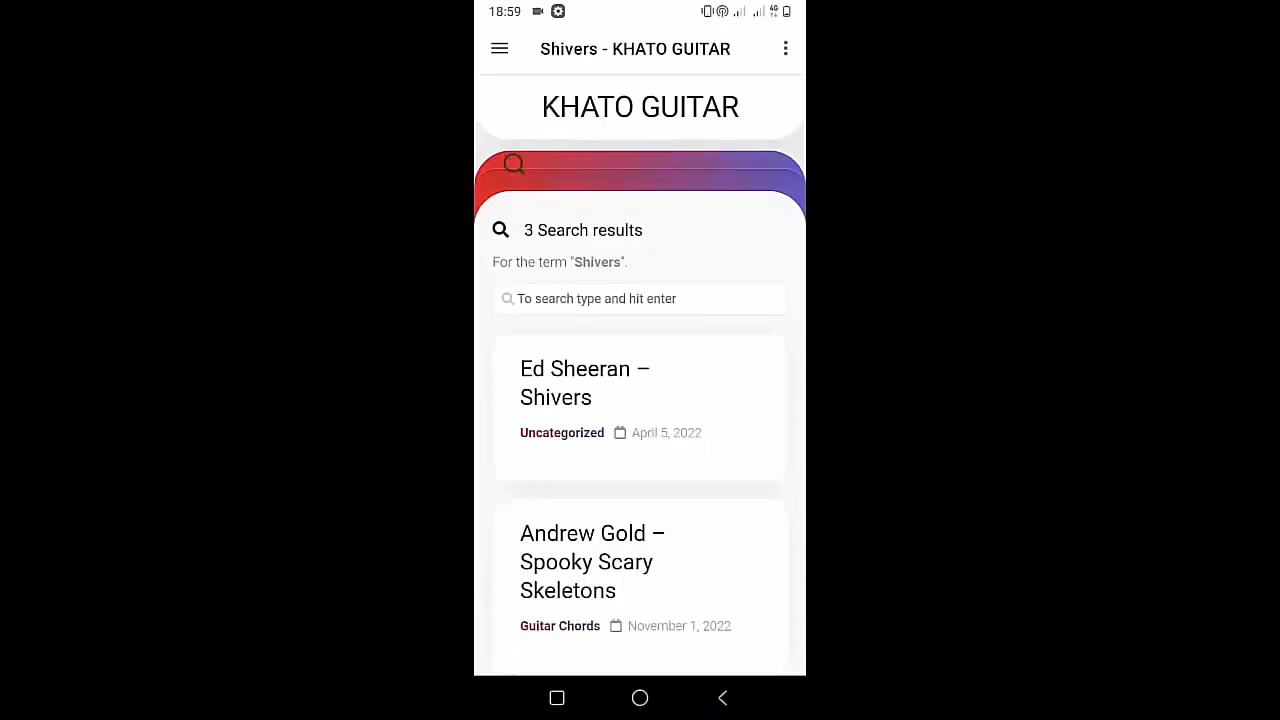 18:59
4G
Shivers - KHATO GUITAR
KHATO GUITAR
3 Search results
For the term "Shivers".
To search type and hit enter
Ed Sheeran –
Shivers
Uncategorized April 5, 2022
Andrew Gold –
Spooky Scary
Skeletons
Guitar Chords November 1, 2022